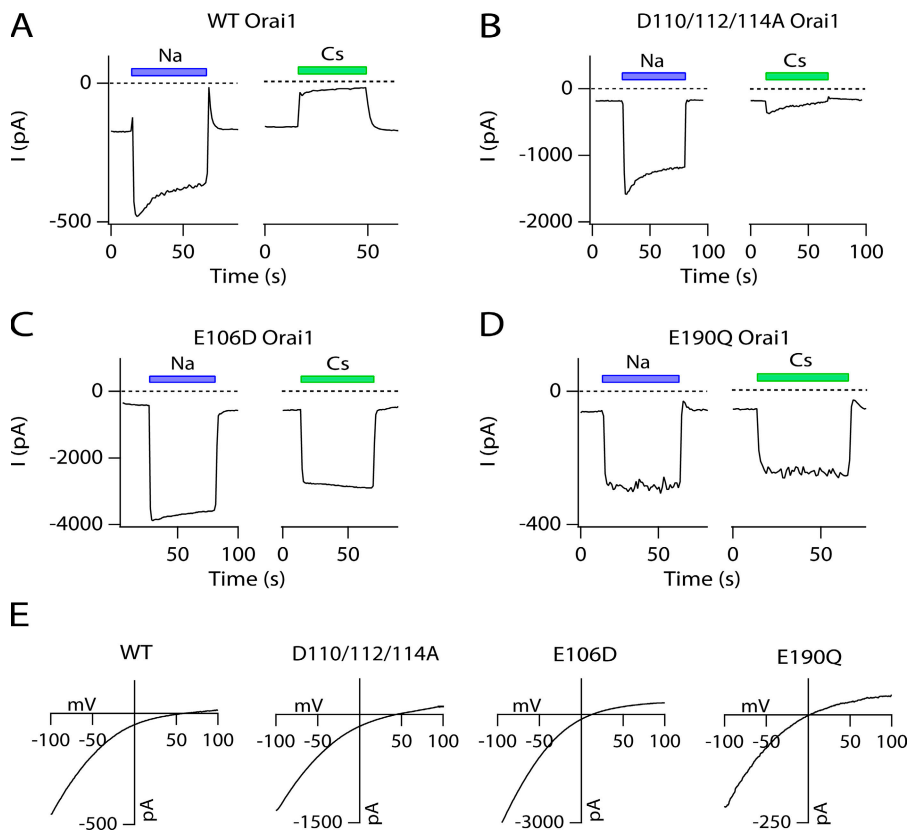 A
WT Orai1
Na
Cs
0
-500
I (pA)
0
50
0
50
Time (s)
B
D110/112/114A Orai1
Na
Cs
0
-1000
-2000
I (pA)
0
50
100
0
50
100
Time (s)
C
E106D Orai1
Na
Cs
0
-2000
-4000
I (pA)
50
100
0
50
Time (s)
D
E190Q Orai1
Na
Cs
0
-400
I (pA)
0
50
0
50
Time (s)
E
WT
mV
-100
-50
50
100
-500
pA
D110/112/114A
mV
-100
-50
50
100
-1500
pA
E106D
mV
-100
-50
50
100
-3000
pA
E190Q
mV
-100
-50
50
100
-250
pA